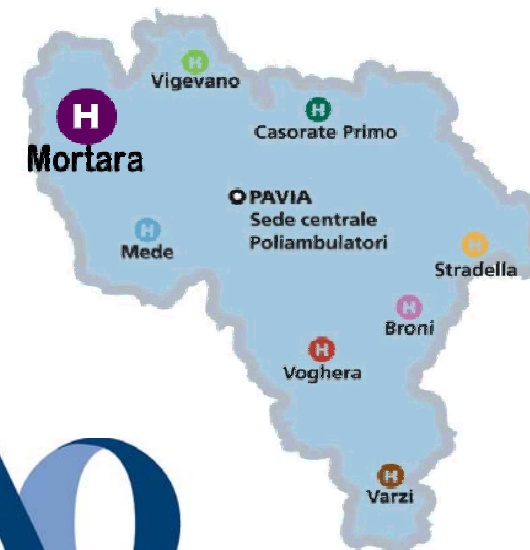 H
Vigevano
H
Mortara
H
Casorate Primo
PAVIA
Sede centrale
Poliambulatori
H
Mede
H
Stradella
H
Broni
H
Voghera
H
Varzi